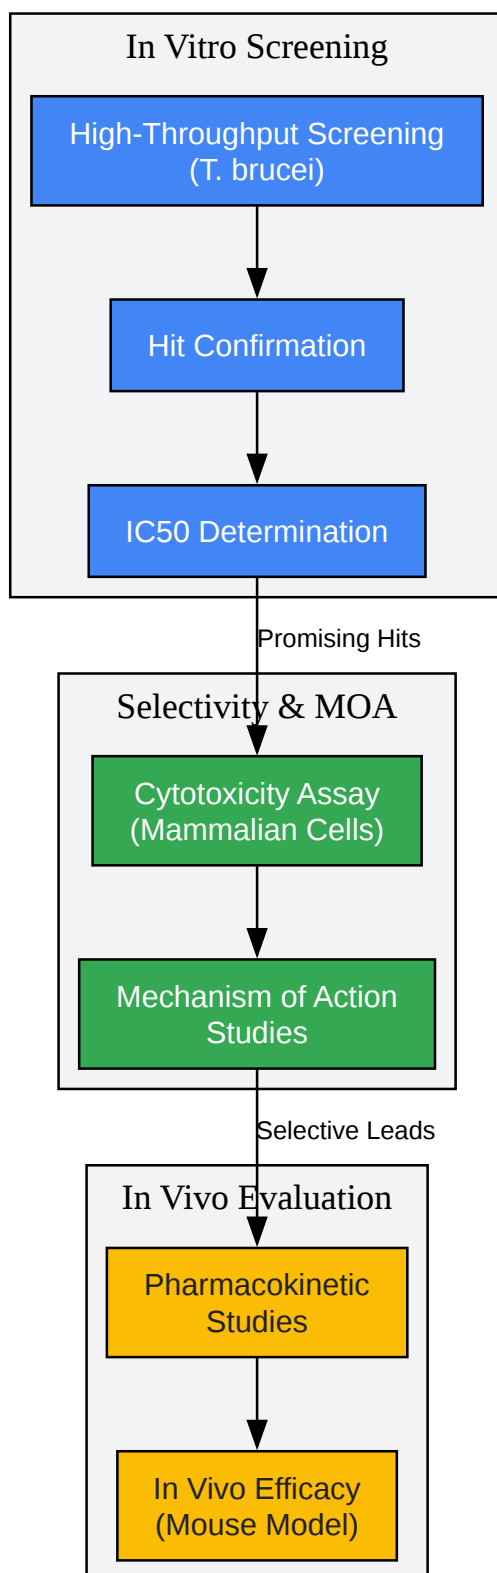 In Vitro Screening
High-Throughput Screening
(T. brucei)
Hit Confirmation
IC50 Determination
Promising Hits
Selectivity & MOA
Cytotoxicity Assay
(Mammalian Cells)
Mechanism of Action
Studies
Selective Leads
In Vivo Evaluation
Pharmacokinetic
Studies
In Vivo Efficacy
(Mouse Model)